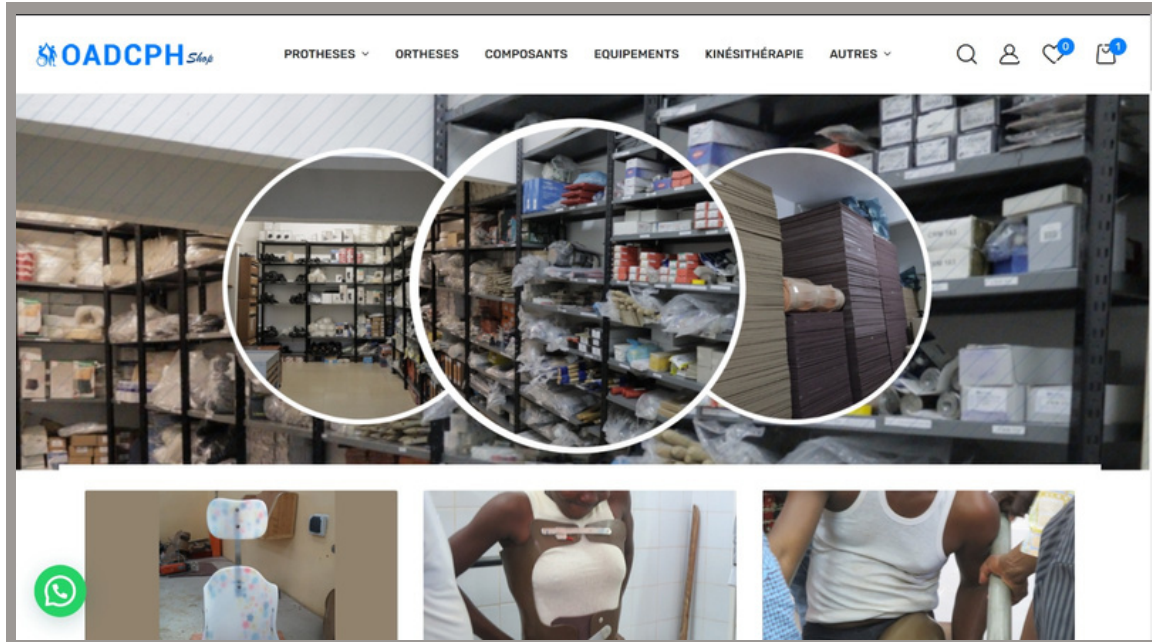 OADCPH Shop
PROTHESES ORTHESES COMPOSANTS EQUIPEMENTS KINÉSITHÉRAPIE AUTRES
0
1